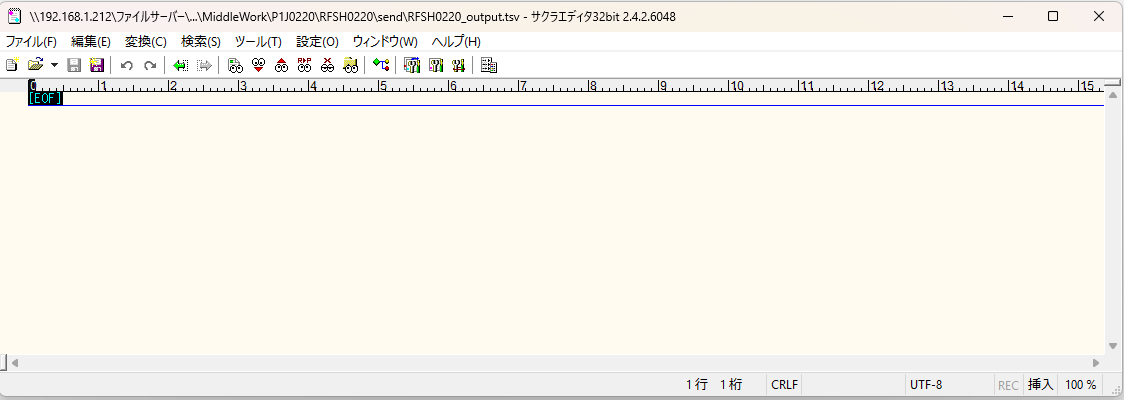 \\192.168.1.212\ファイルサーバー\...\MiddleWork\P1J0220\RFSH0220\send\RFSH0220_output.tsv - サクラエディタ32bit 2.4.2.6048
ファイル(F) 編集(E) 変換(C) 検索(S) ツール(T) 設定(O) ウィンドウ(W) ヘルプ(H)
0 1 2 3 4 5 6 7 8 9 10 11 12 13 14 15
[EOF]
1行 1桁 CRLF UTF-8 REC 挿入 100 %